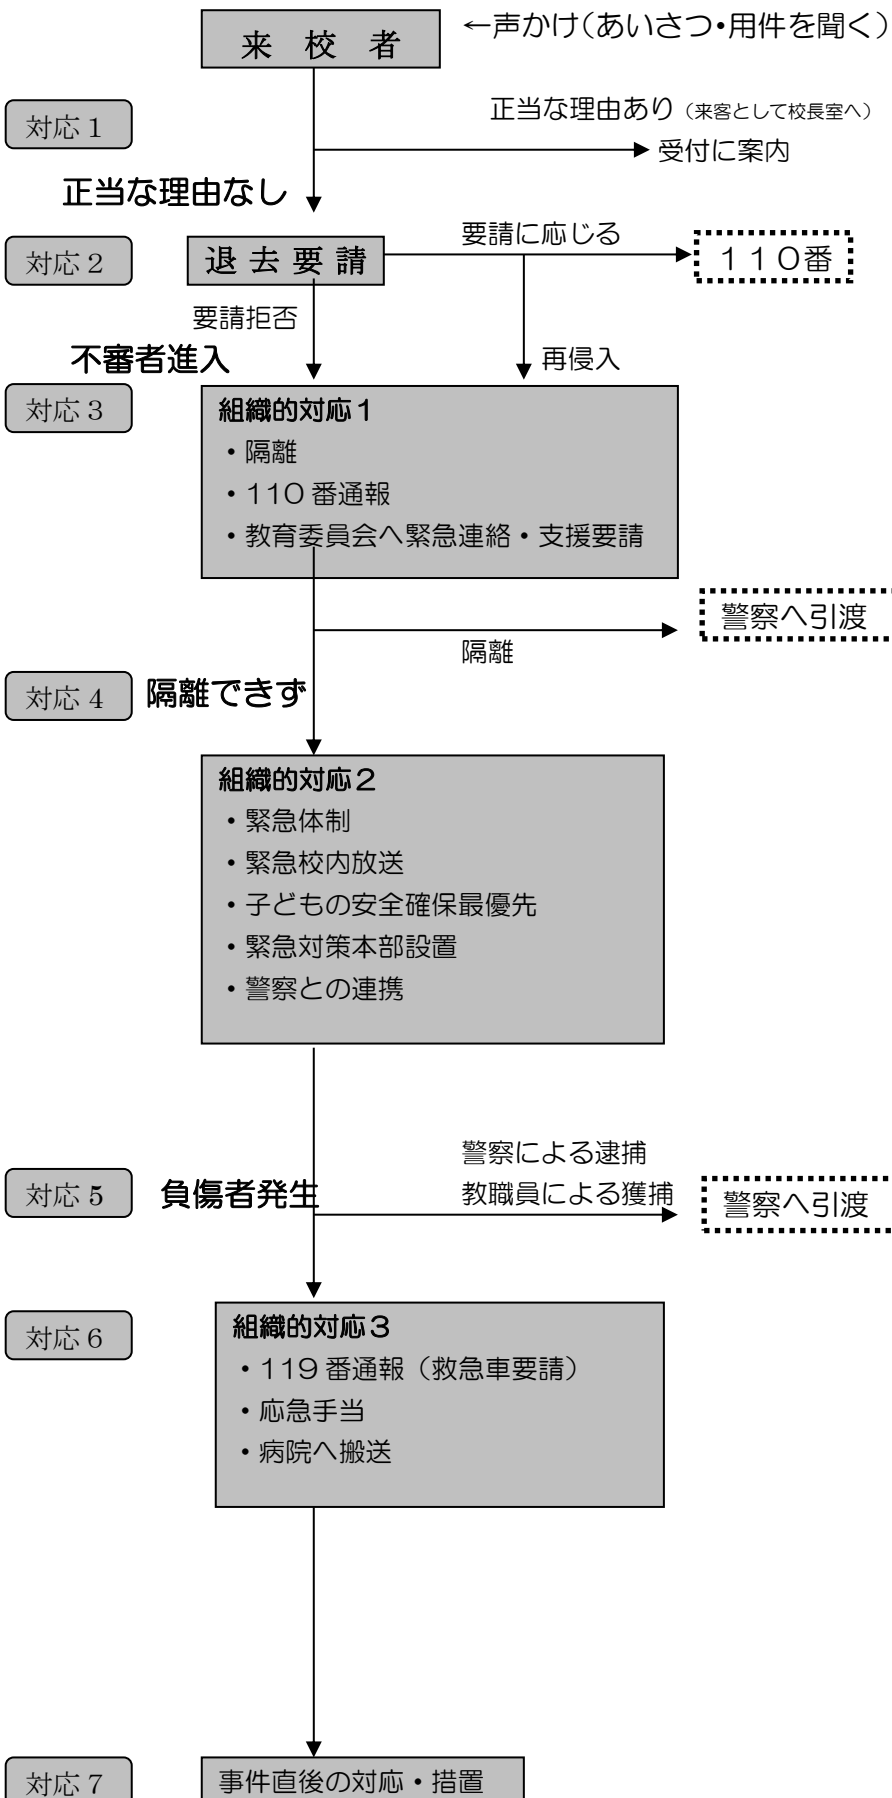 来 校 者
←声かけ（あいさつ・用件を聞く）
対応１
正当な理由あり（来客として校長室へ）
受付に案内
正当な理由なし
対応２
退 去 要 請
要請に応じる
１１０番
要請拒否
不審者進入
再侵入
対応３
組織的対応１
・隔離
・110 番通報
・教育委員会へ緊急連絡・支援要請
警察へ引渡
隔離
対応４
隔離できず
組織的対応２
・緊急体制
・緊急校内放送
・子どもの安全確保最優先
・緊急対策本部設置
・警察との連携
警察による逮捕
対応５
負傷者発生
教職員による獲捕
警察へ引渡
対応６
組織的対応３
・119 番通報（救急車要請）
・応急手当
・病院へ搬送
対応７
事件直後の対応・措置